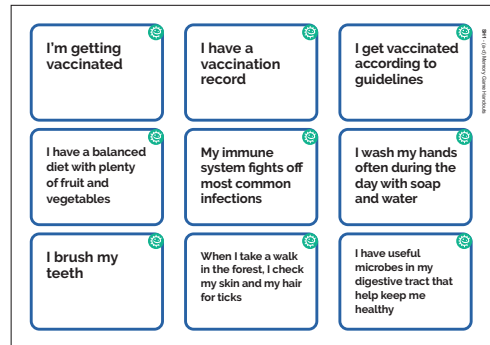 I'm getting
vaccinated
I have a
vaccination
record
I get vaccinated
according to
guidelines
I have a balanced
diet with plenty
of fruit and
vegetables
My immune
system fights off
most common
infections
I wash my hands
often during the
day with soap
and water
I brush my
teeth
When I take a walk
in the forest, I check
my skin and my hair
for ticks
I have useful
microbes in my
digestive tract that
help keep me
healthy
Memory Game Handouts